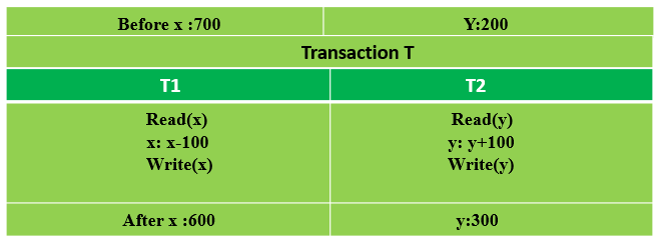 Before x :700 Y:200
Transaction T
T1 T2
Read(x) Read(y)
x: x-100 y: y+100
Write(x) Write(y)
After x :600 y:300